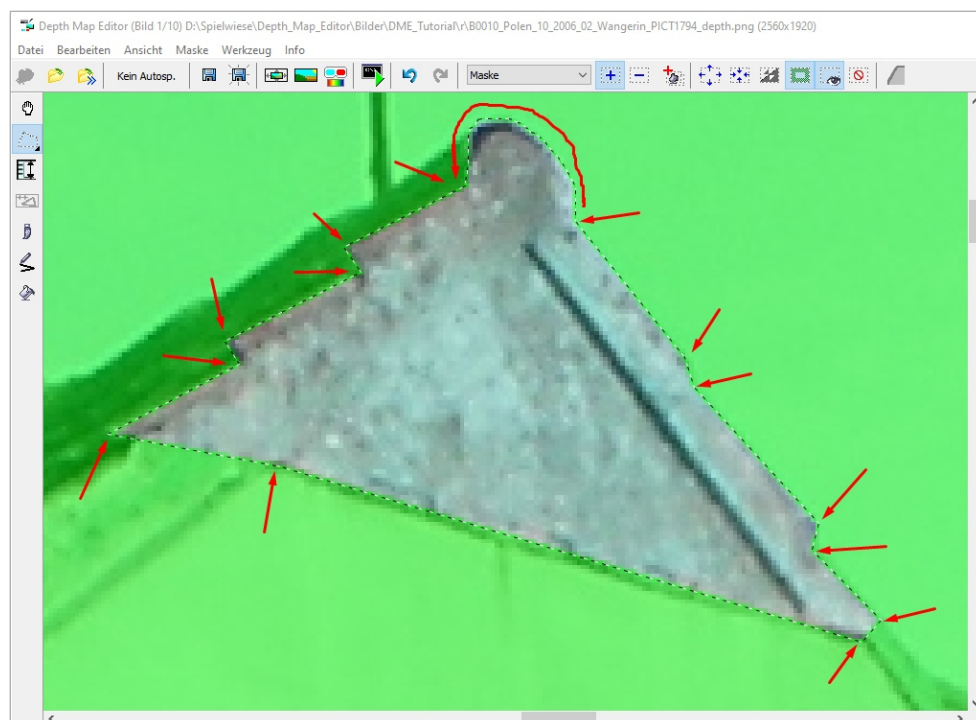 Depth Map Editor (Bild 1/10) D:\Spielwiese\Depth_Map_Editor\Bilder\DME_Tutorial\r\B0010_Polen_10_2006_02_Wangerin_PICT1794_depth.png (2560x1920)
Datei Bearbeiten Ansicht Maske Werkzeug Info
Kein Autosp. Maske